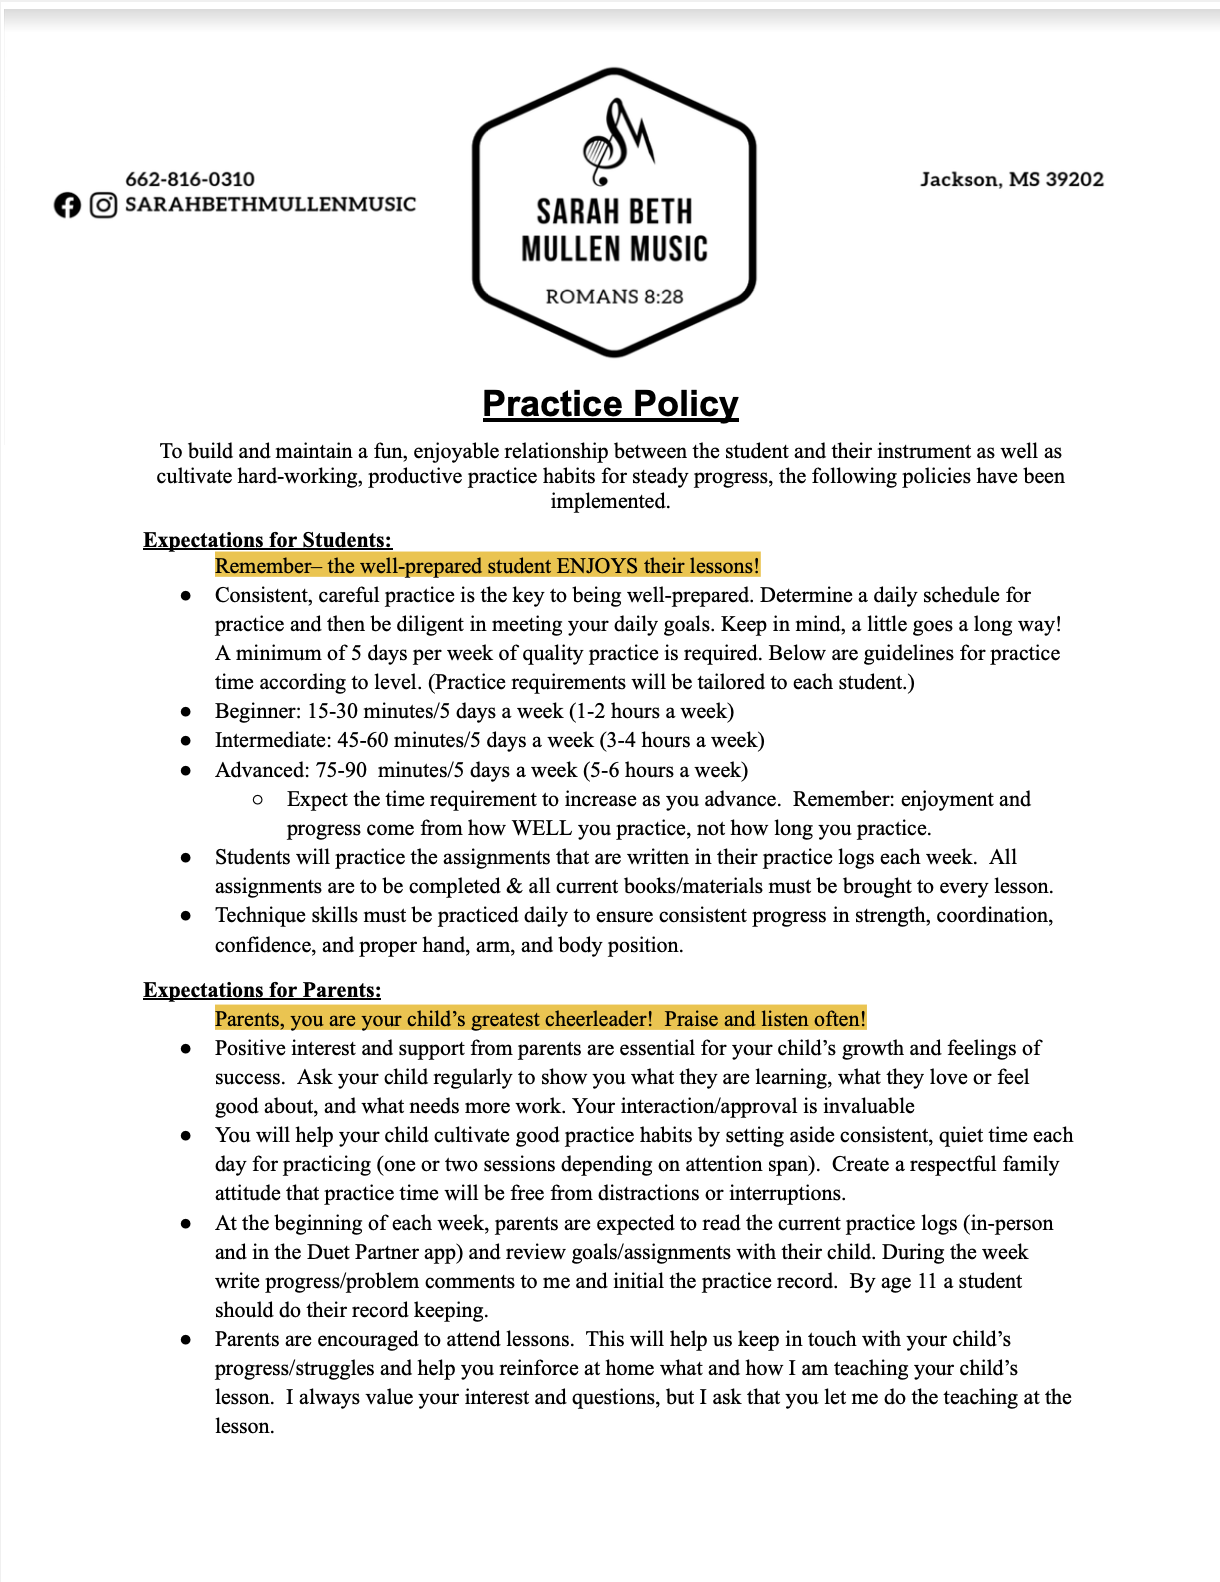 662-816-0310
SARAHBETHMULLENMUSIC
SARAH BETH
MULLEN MUSIC
ROMANS 8:28
Jackson, MS 39202
Practice Policy
To build and maintain a fun, enjoyable relationship between the student and their instrument as well as
cultivate hard-working, productive practice habits for steady progress, the following policies have been
implemented.
Expectations for Students:
Remember– the well-prepared student ENJOYS their lessons!
● Consistent, careful practice is the key to being well-prepared. Determine a daily schedule for
practice and then be diligent in meeting your daily goals. Keep in mind, a little goes a long way!
A minimum of 5 days per week of quality practice is required. Below are guidelines for practice
time according to level. (Practice requirements will be tailored to each student.)
● Beginner: 15-30 minutes/5 days a week (1-2 hours a week)
● Intermediate: 45-60 minutes/5 days a week (3-4 hours a week)
● Advanced: 75-90  minutes/5 days a week (5-6 hours a week)
○ Expect the time requirement to increase as you advance.  Remember: enjoyment and
progress come from how WELL you practice, not how long you practice.
● Students will practice the assignments that are written in their practice logs each week.  All
assignments are to be completed & all current books/materials must be brought to every lesson.
● Technique skills must be practiced daily to ensure consistent progress in strength, coordination,
confidence, and proper hand, arm, and body position.
Expectations for Parents:
Parents, you are your child’s greatest cheerleader!  Praise and listen often!
● Positive interest and support from parents are essential for your child’s growth and feelings of
success.  Ask your child regularly to show you what they are learning, what they love or feel
good about, and what needs more work. Your interaction/approval is invaluable
● You will help your child cultivate good practice habits by setting aside consistent, quiet time each
day for practicing (one or two sessions depending on attention span).  Create a respectful family
attitude that practice time will be free from distractions or interruptions.
● At the beginning of each week, parents are expected to read the current practice logs (in-person
and in the Duet Partner app) and review goals/assignments with their child. During the week
write progress/problem comments to me and initial the practice record.  By age 11 a student
should do their record keeping.
● Parents are encouraged to attend lessons.  This will help us keep in touch with your child’s
progress/struggles and help you reinforce at home what and how I am teaching your child’s
lesson.  I always value your interest and questions, but I ask that you let me do the teaching at the
lesson.